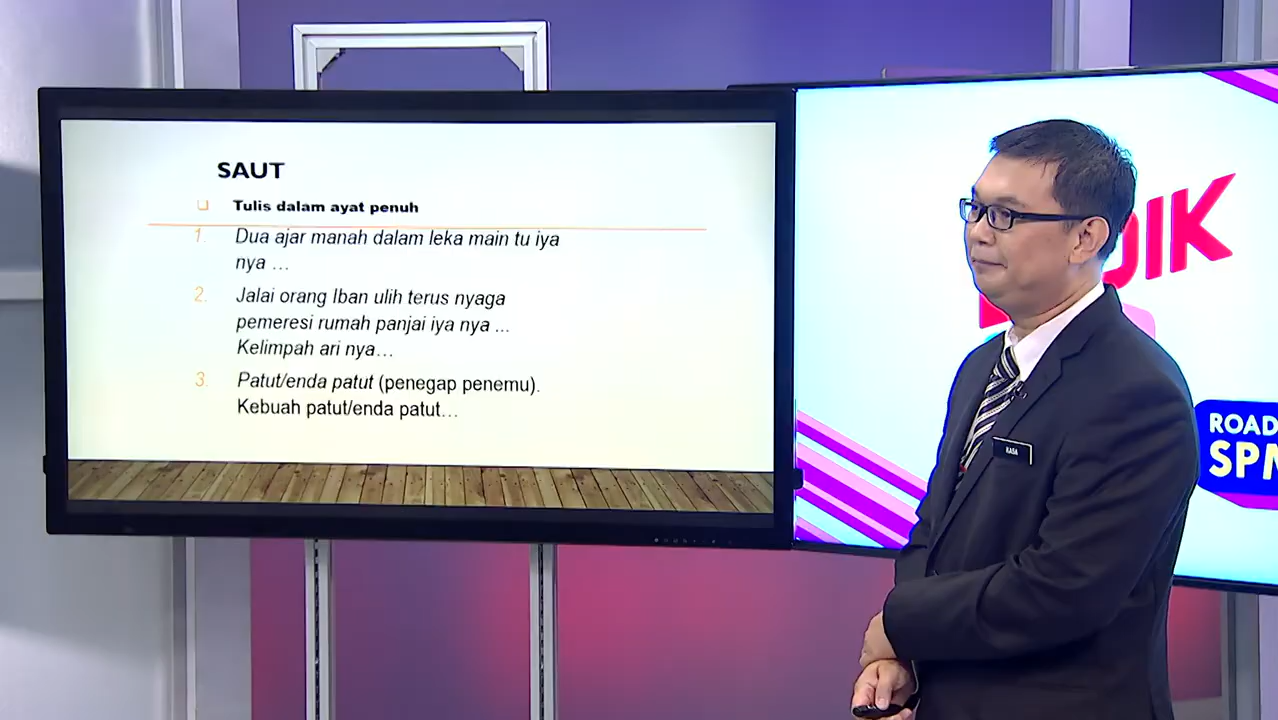 SAUT
Tulis dalam ayat penuh
1. Dua ajar manah dalam leka main tu iya
nya …
2. Jalai orang Iban ulih terus nyaga
pemeresi rumah panjai iya nya ...
Kelimpah ari nya…
3. Patut/enda patut (penegap penemu).
Kebuah patut/enda patut…
DIK
ROAD
SPM
KASA